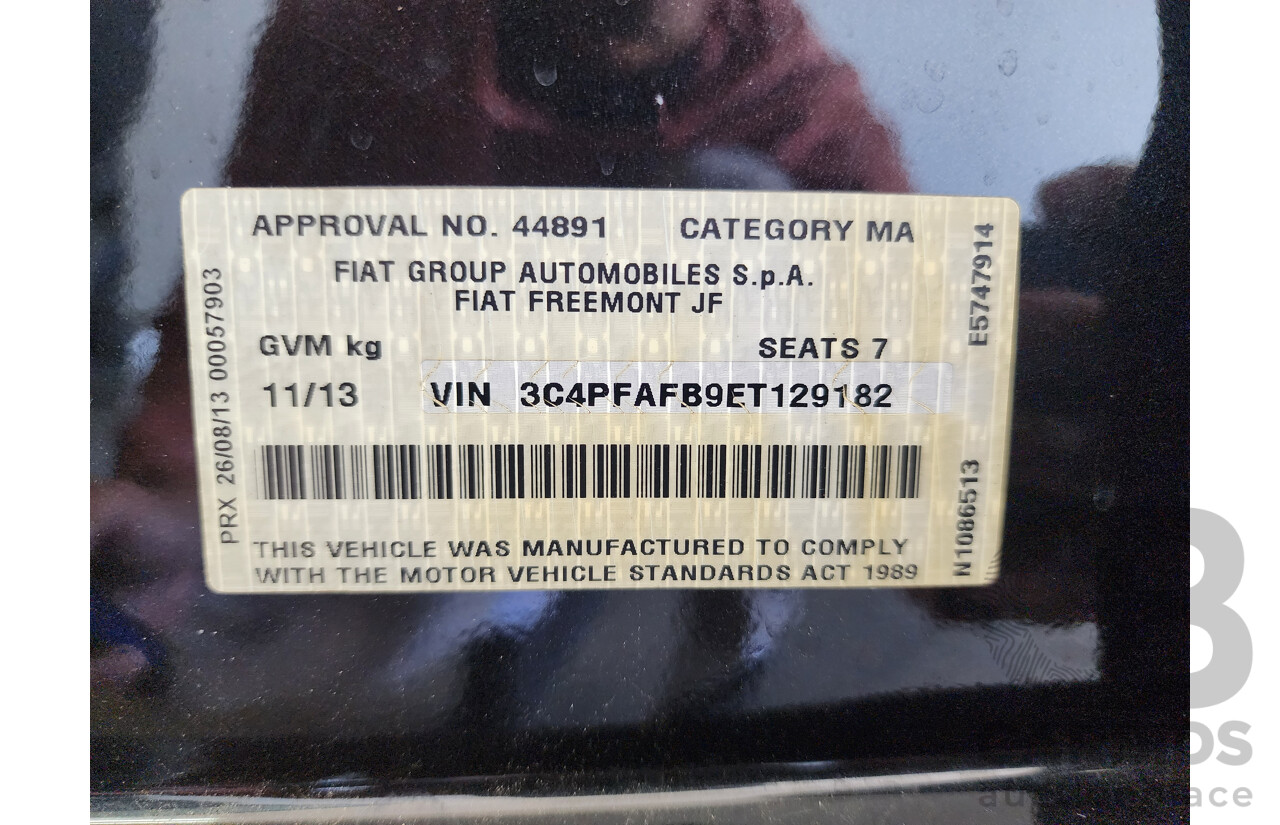 APPROVAL NO. 44891 CATEGORY MA
FIAT GROUP AUTOMOBILES S.p.A.
FIAT FREEMONT JF
GVM kg SEATS 7
11/13 VIN 3C4PFAFB9ET129182
THIS VEHICLE WAS MANUFACTURED TO COMPLY
WITH THE MOTOR VEHICLE STANDARDS ACT 1989
PRX 26/08/13 00057903
E5747914
N1086513